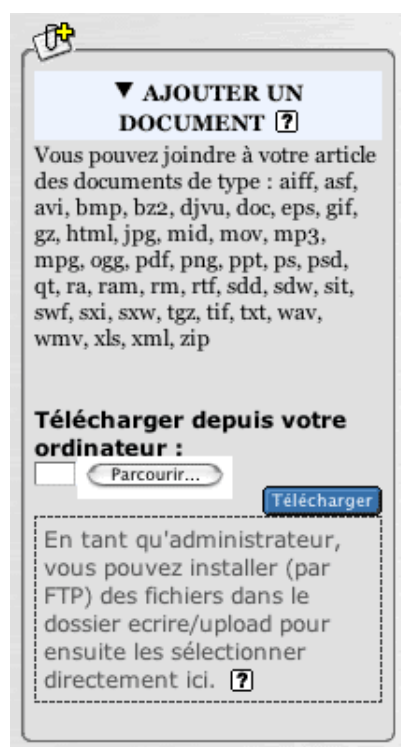 ▼ AJOUTER UN
DOCUMENT ?
Vous pouvez joindre à votre article
des documents de type : aiff, asf,
avi, bmp, bz2, djvu, doc, eps, gif,
gz, html, jpg, mid, mov, mp3,
mpg, ogg, pdf, png, ppt, ps, psd,
qt, ra, ram, rm, rtf, sdd, sdw, sit,
swf, sxi, sxw, tgz, tif, txt, wav,
wmv, xls, xml, zip
Télécharger depuis votre
ordinateur :
Parcourir...
Télécharger
En tant qu'administrateur,
vous pouvez installer (par
FTP) des fichiers dans le
dossier ecrire/upload pour
ensuite les sélectionner
directement ici. ?